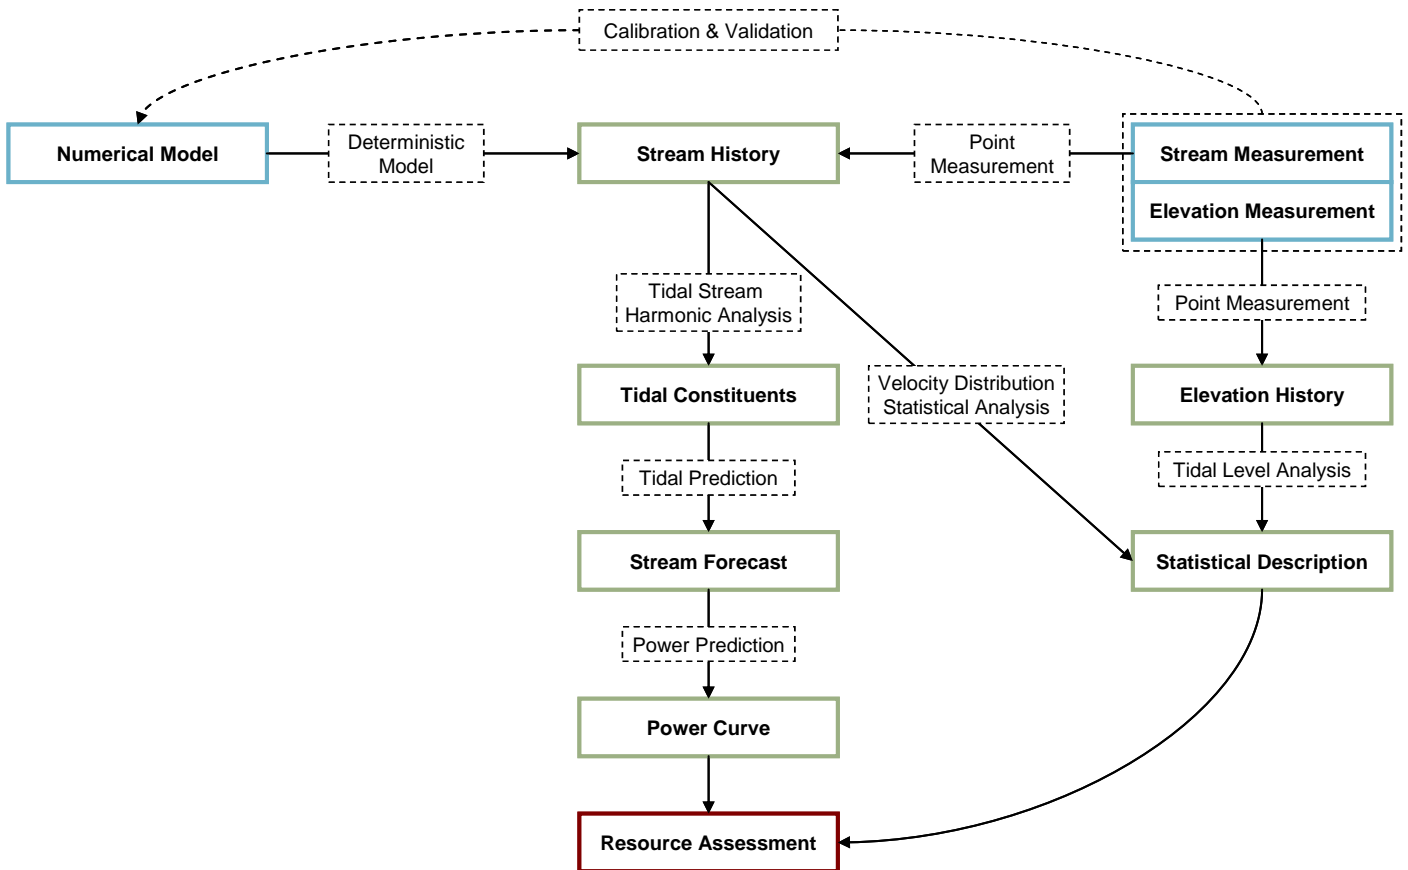 Calibration & Validation
Numerical Model
Deterministic
Model
Stream History
Point
Measurement
Stream Measurement
Elevation Measurement
Tidal Stream
Harmonic Analysis
Point Measurement
Tidal Constituents
Velocity Distribution
Statistical Analysis
Elevation History
Tidal Prediction
Tidal Level Analysis
Stream Forecast
Statistical Description
Power Prediction
Power Curve
Resource Assessment